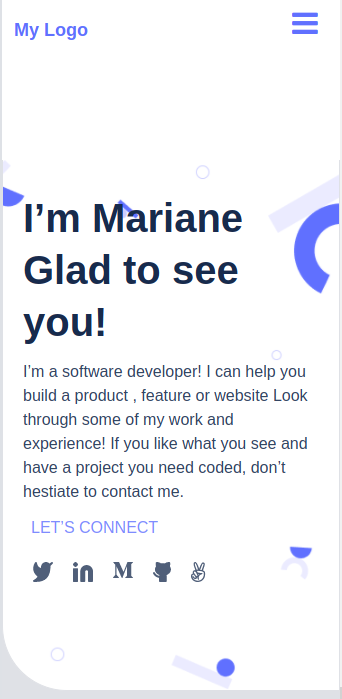 My Logo
I'm Mariane
Glad to see
you!
I'm a software developer! I can help you
build a product , feature or website Look
through some of my work and
experience! If you like what you see and
have a project you need coded, don't
hestiate to contact me.
LET'S CONNECT